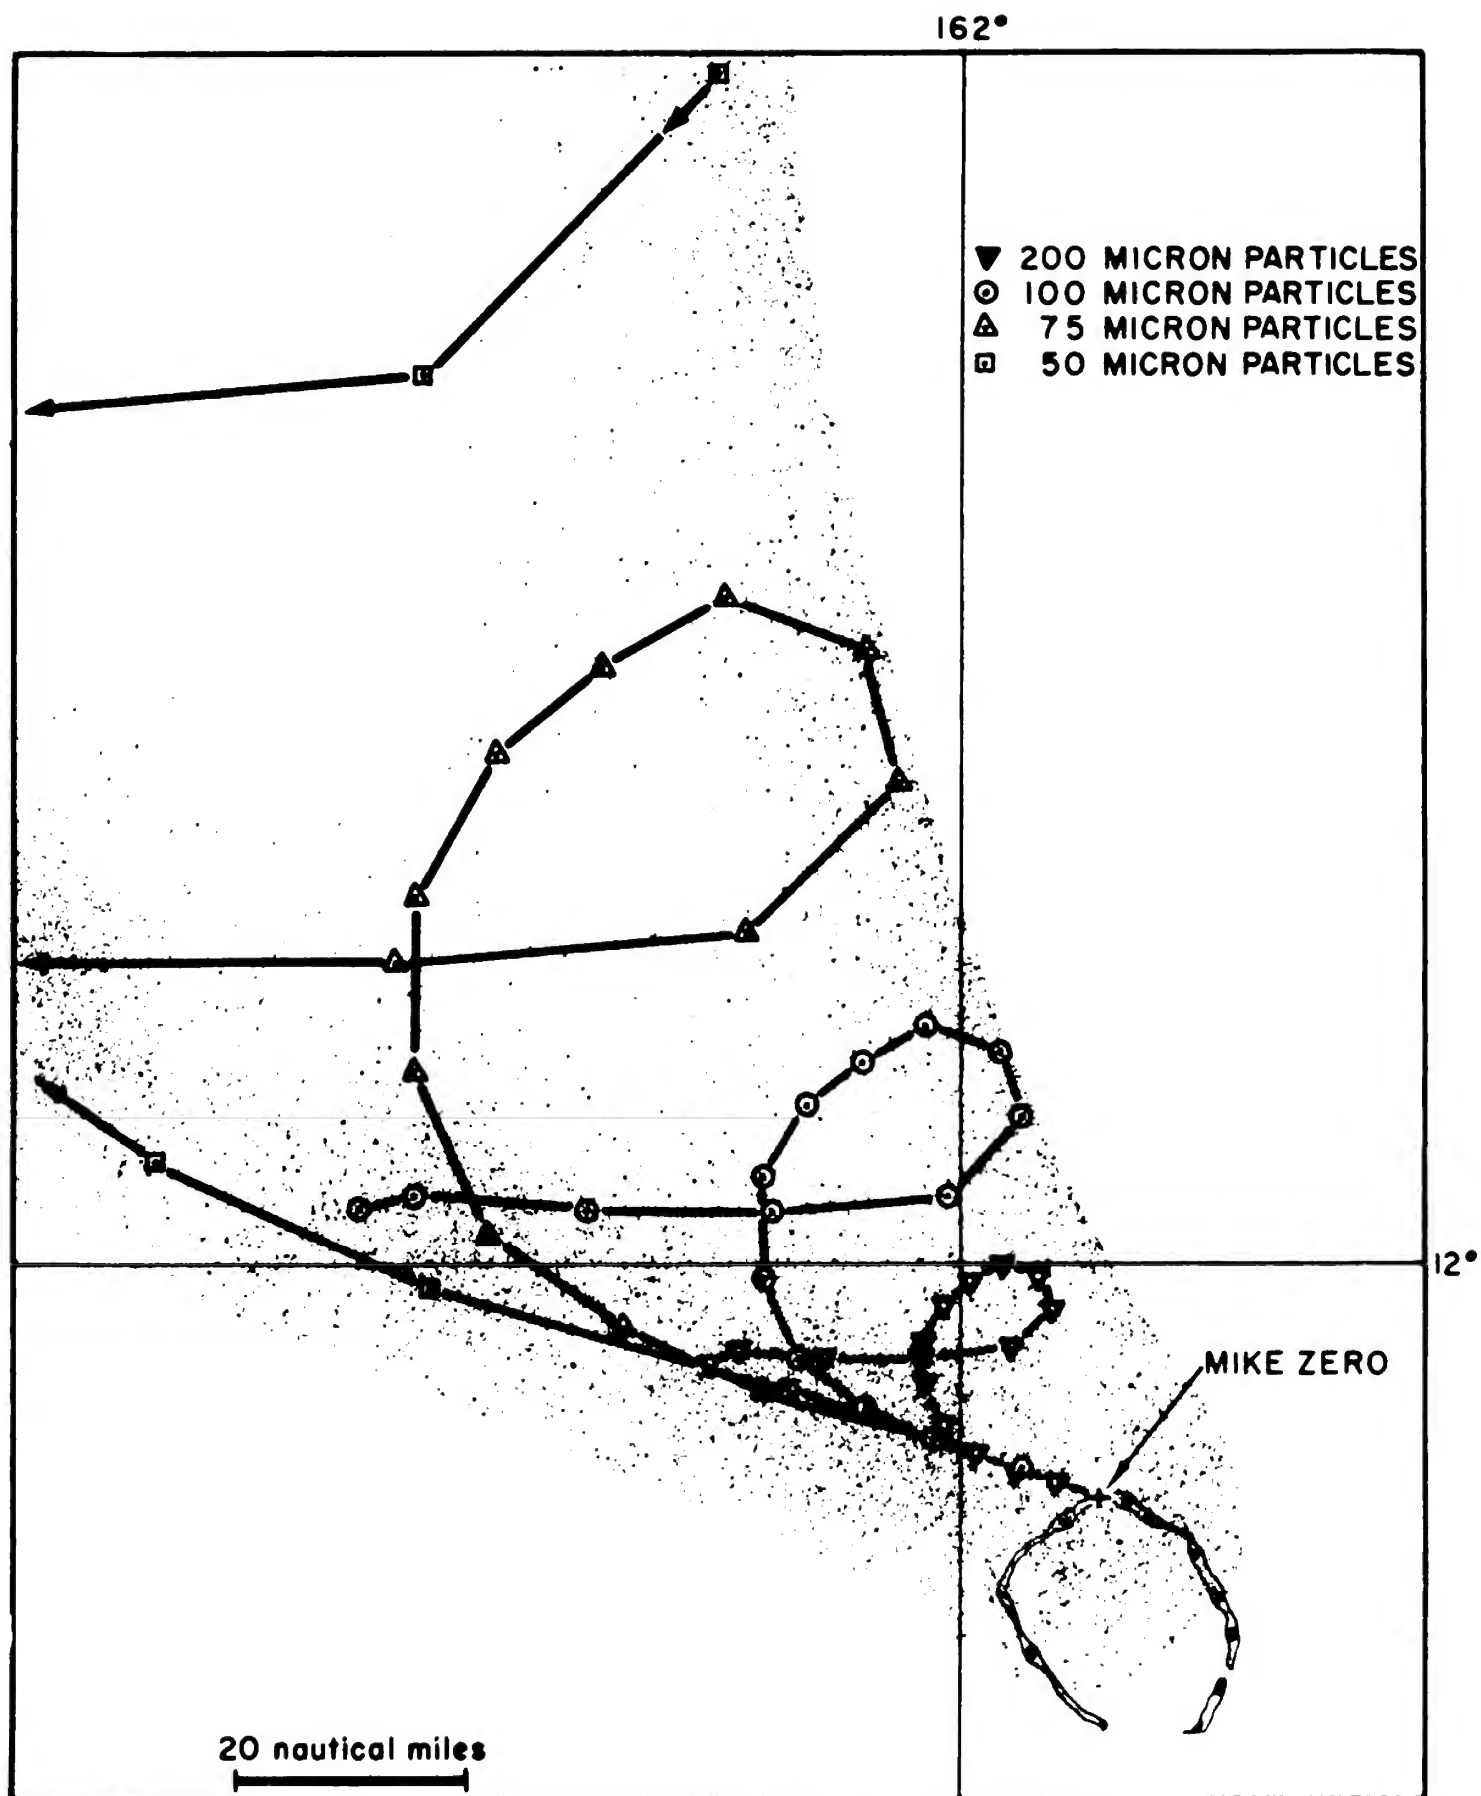 162°
200 MICRON PARTICLES
100 MICRON PARTICLES
75 MICRON PARTICLES
50 MICRON PARTICLES
12°
MIKE ZERO
20 nautical miles